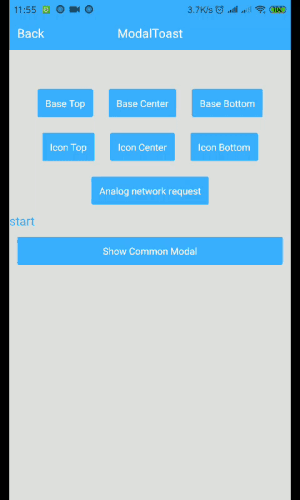 11:55 3.7K/s 100
Back ModalToast
Base Top Base Center Base Bottom
Icon Top Icon Center Icon Bottom
Analog network request
start
Show Common Modal